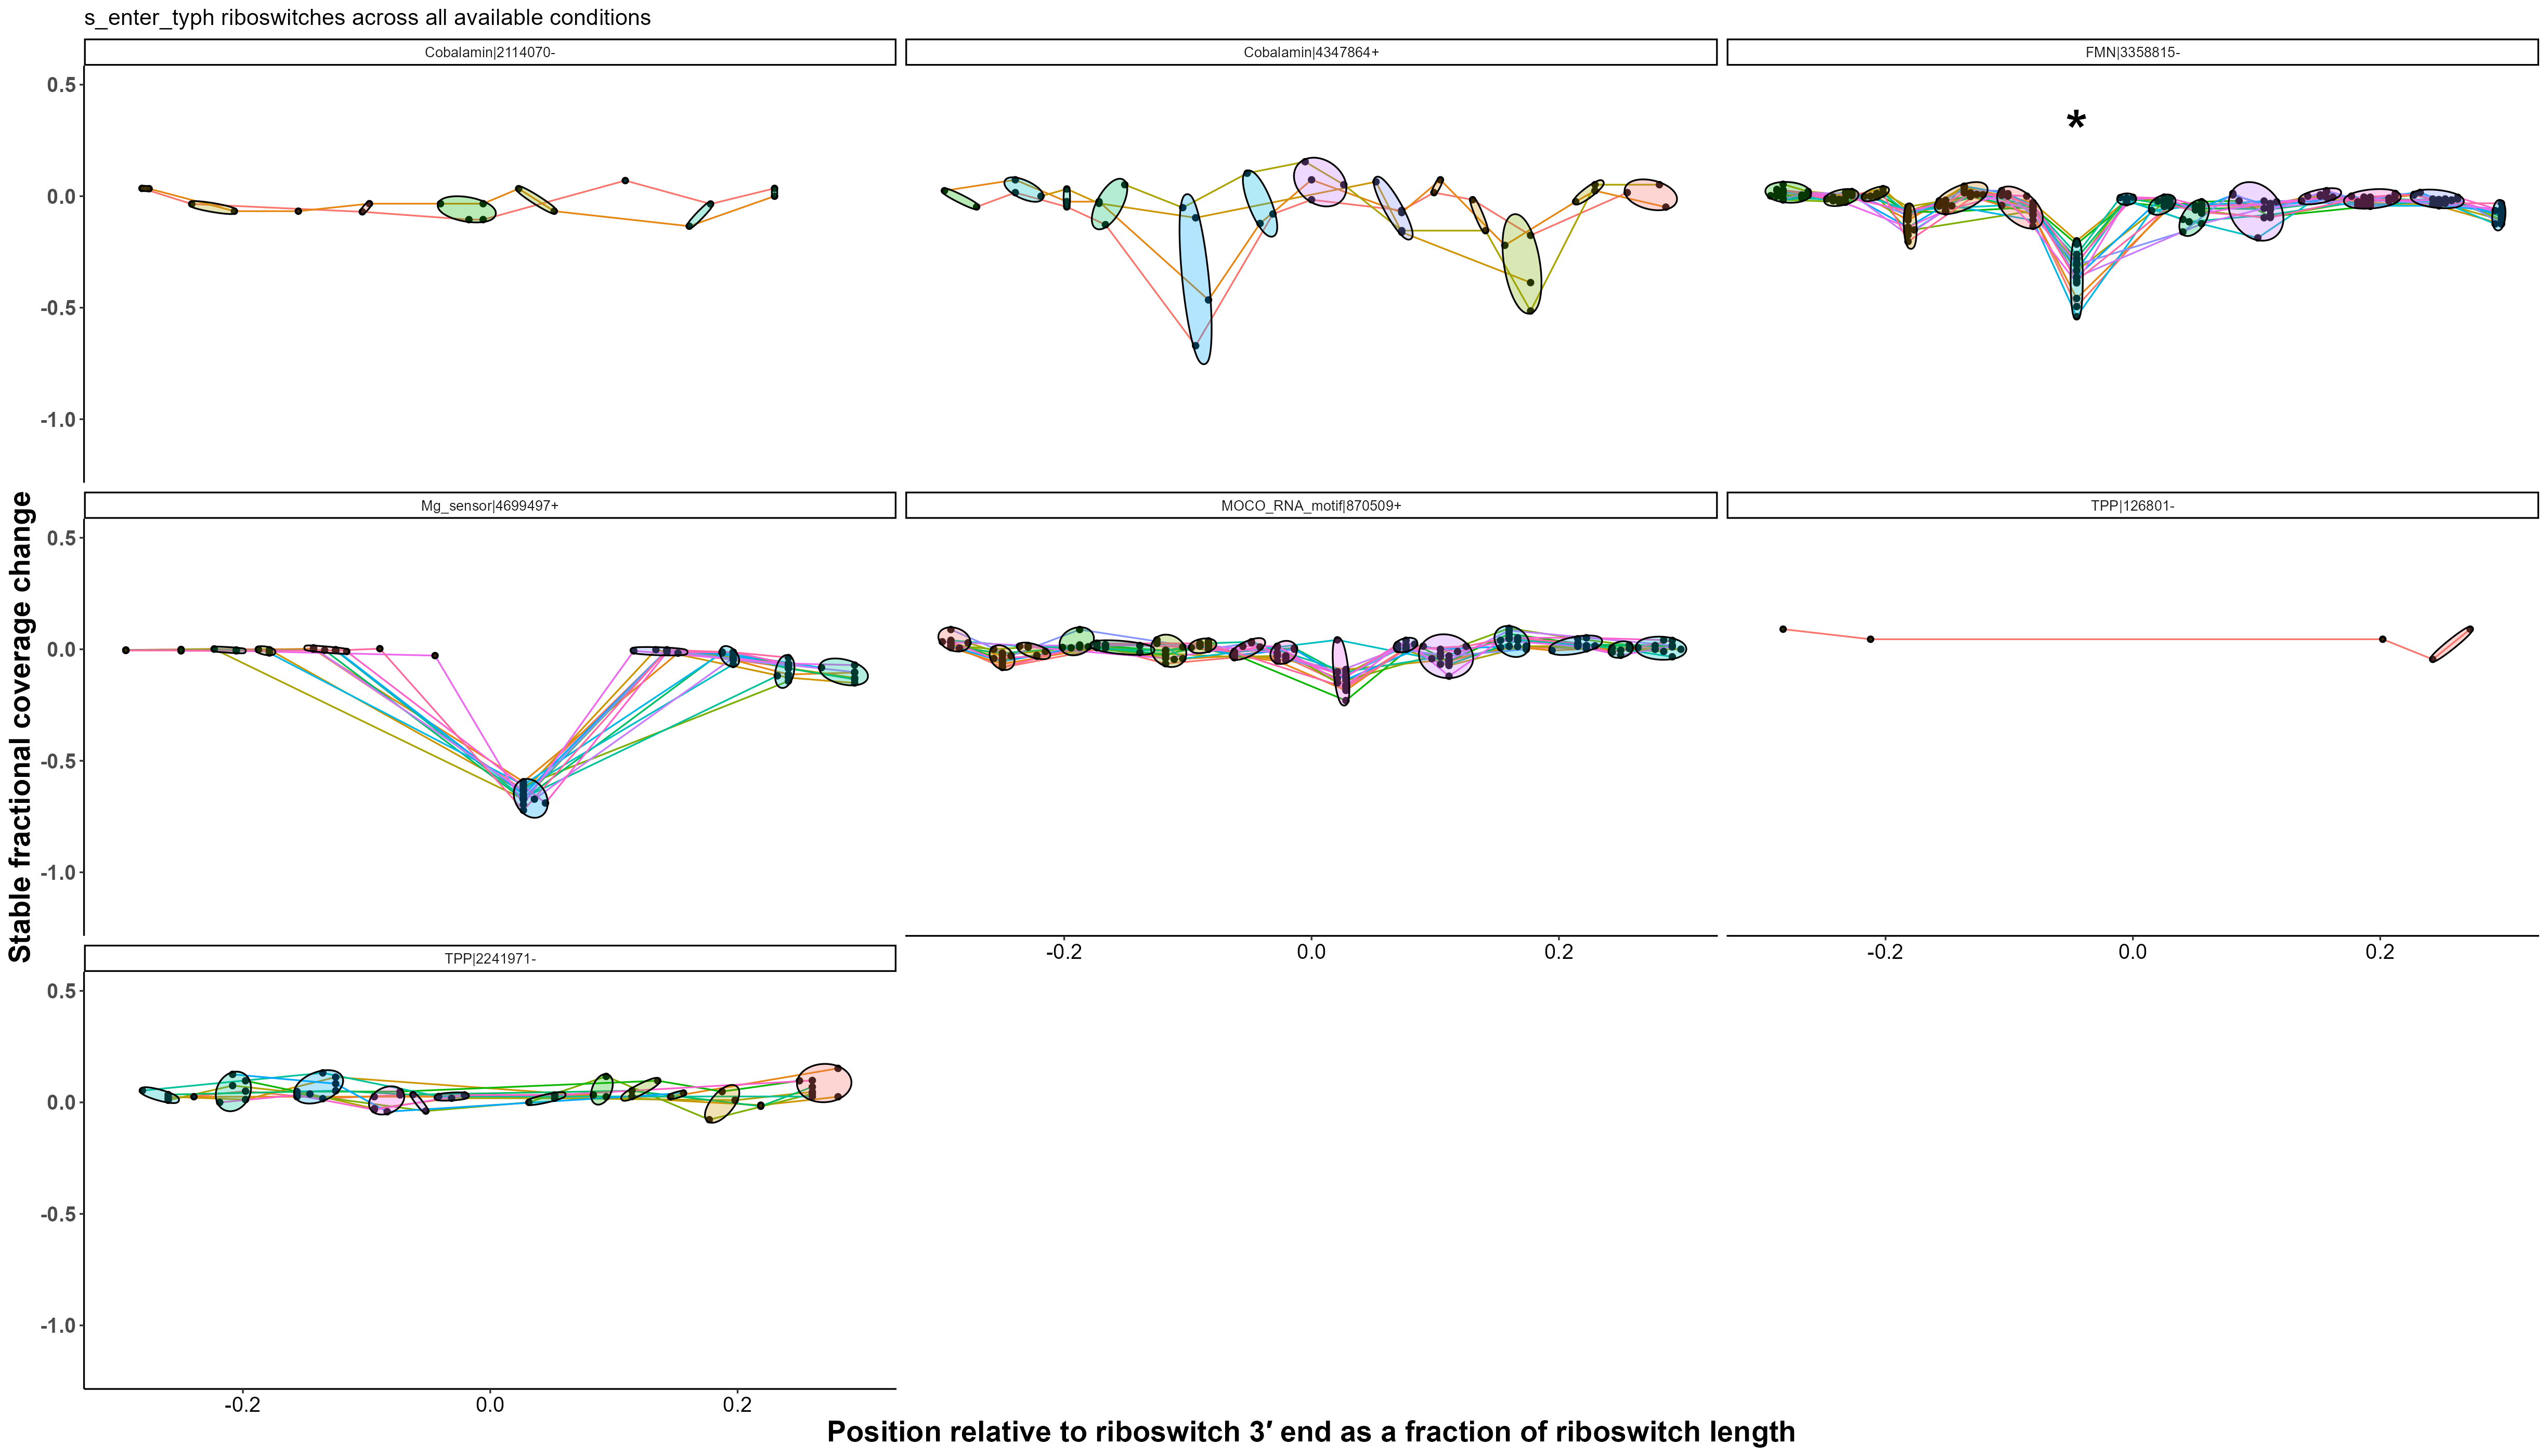 s_enter_typh riboswitches across all available conditions
Cobalamin|2114070-
Cobalamin|4347864+
FMN|3358815-
0.5
0.0
-0.5
-1.0
*
Mg_sensor|4699497+
MOCO_RNA_motif|870509+
TPP|126801-
0.5
0.0
-0.5
-1.0
-0.2
0.0
0.2
-0.2
0.0
0.2
TPP|2241971-
0.5
0.0
-0.5
-1.0
-0.2
0.0
0.2
Stable fractional coverage change
Position relative to riboswitch 3′ end as a fraction of riboswitch length